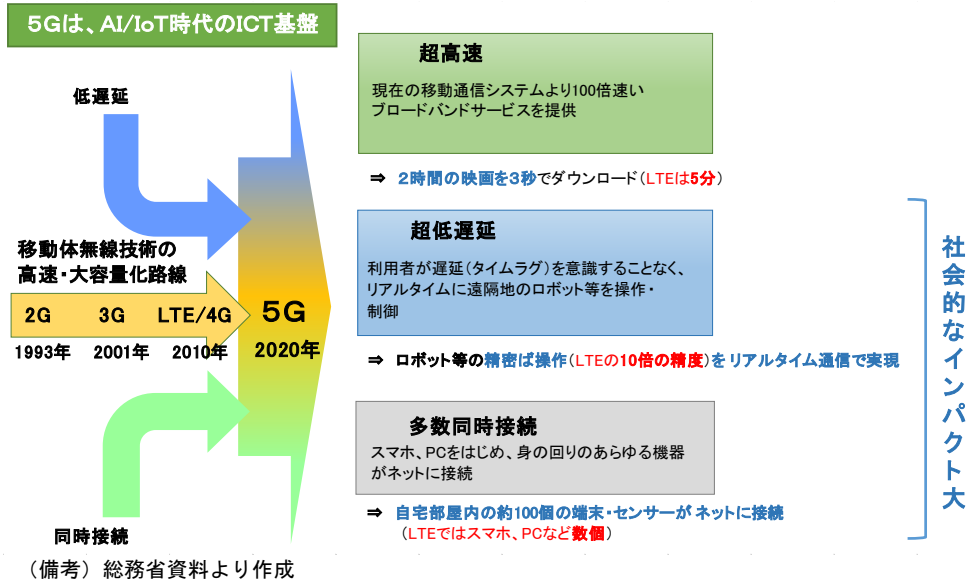 ５Gは、AI/IoT時代のICT基盤
低遅延
移動体無線技術の
高速・大容量化路線
2G
3G
LTE/4G
5G
1993年
2001年
2010年
2020年
同時接続
超高速
現在の移動通信システムより100倍速い
ブロードバンドサービスを提供
⇒ ２時間の映画を３秒でダウンロード（LTEは5分）
超低遅延
利用者が遅延（タイムラグ）を意識することなく、
リアルタイムに遠隔地のロボット等を操作・
制御
⇒ ロボット等の精密ば操作（LTEの10倍の精度）をリアルタイム通信で実現
多数同時接続
スマホ、PCをはじめ、身の回りのあらゆる機器
がネットに接続
⇒ 自宅部屋内の約100個の端末・センサーがネットに接続
（LTEではスマホ、PCなど数個）
社会的なインパクト大
（備考）総務省資料より作成